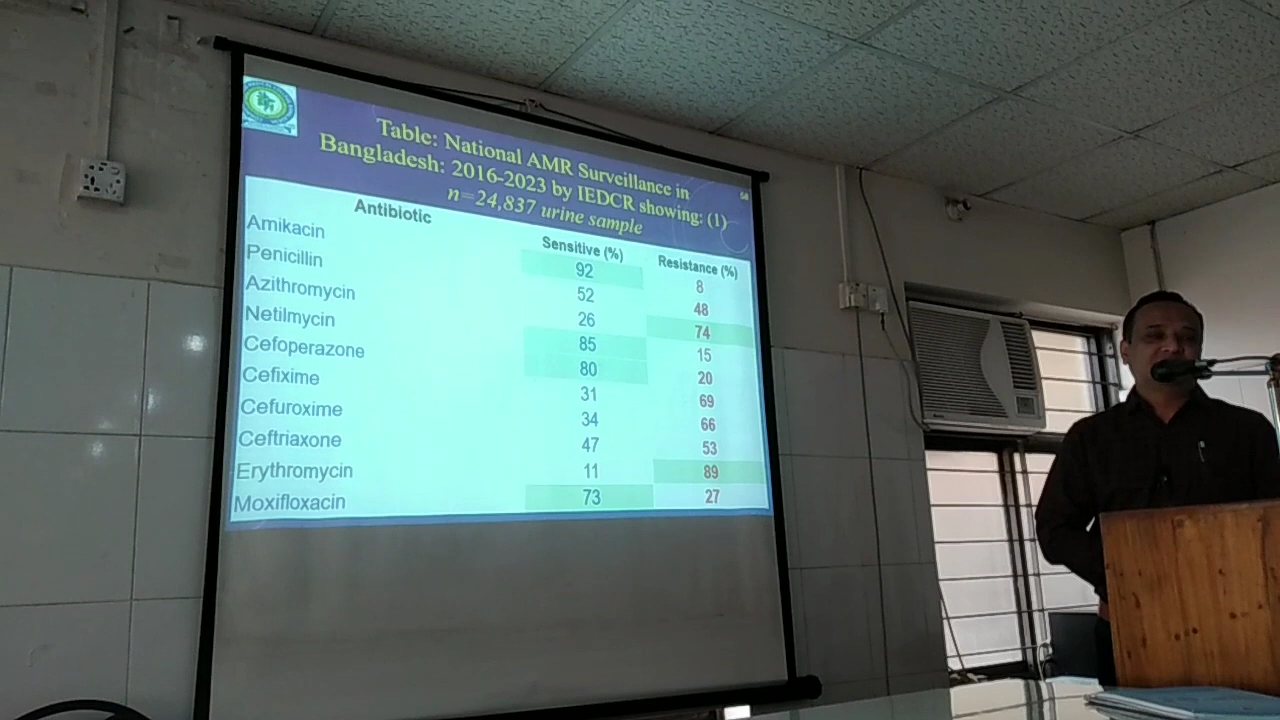 Table: National AMR Surveillance in
Bangladesh: 2016-2023 by IEDCR showing: (1)
n=24,837 urine sample
58
Antibiotic Sensitive (%) Resistance (%)
Amikacin 92 8
Penicillin 52 48
Azithromycin 26 74
Netilmycin 85 15
Cefoperazone 80 20
Cefixime 31 69
Cefuroxime 34 66
Ceftriaxone 47 53
Erythromycin 11 89
Moxifloxacin 73 27